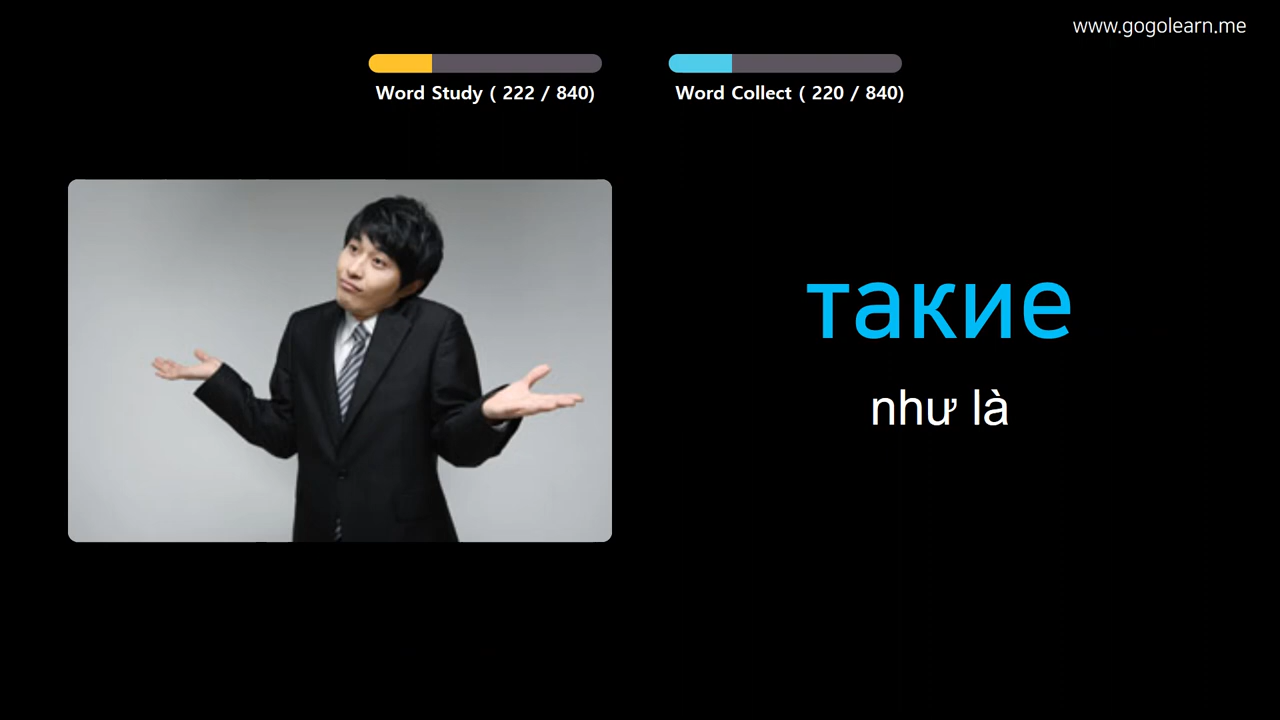 www.gogolearn.me
Word Study ( 222 / 840)
Word Collect ( 220 / 840)
такие
như là